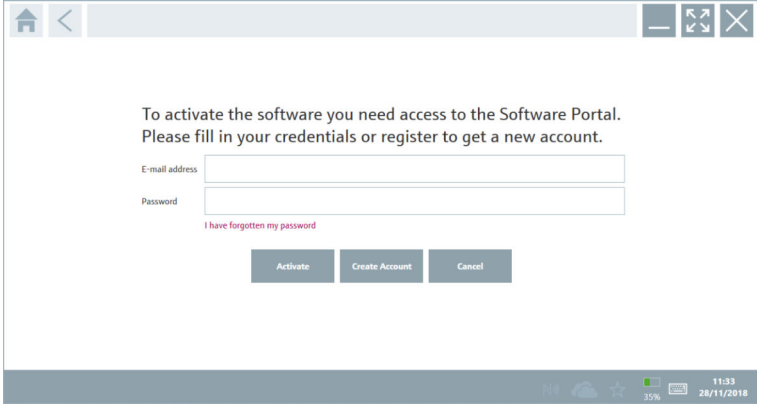 To activate the software you need access to the Software Portal.
Please fill in your credentials or register to get a new account.
E-mail address
Password
I have forgotten my password
Activate Create Account Cancel
35%
11:33
28/11/2018